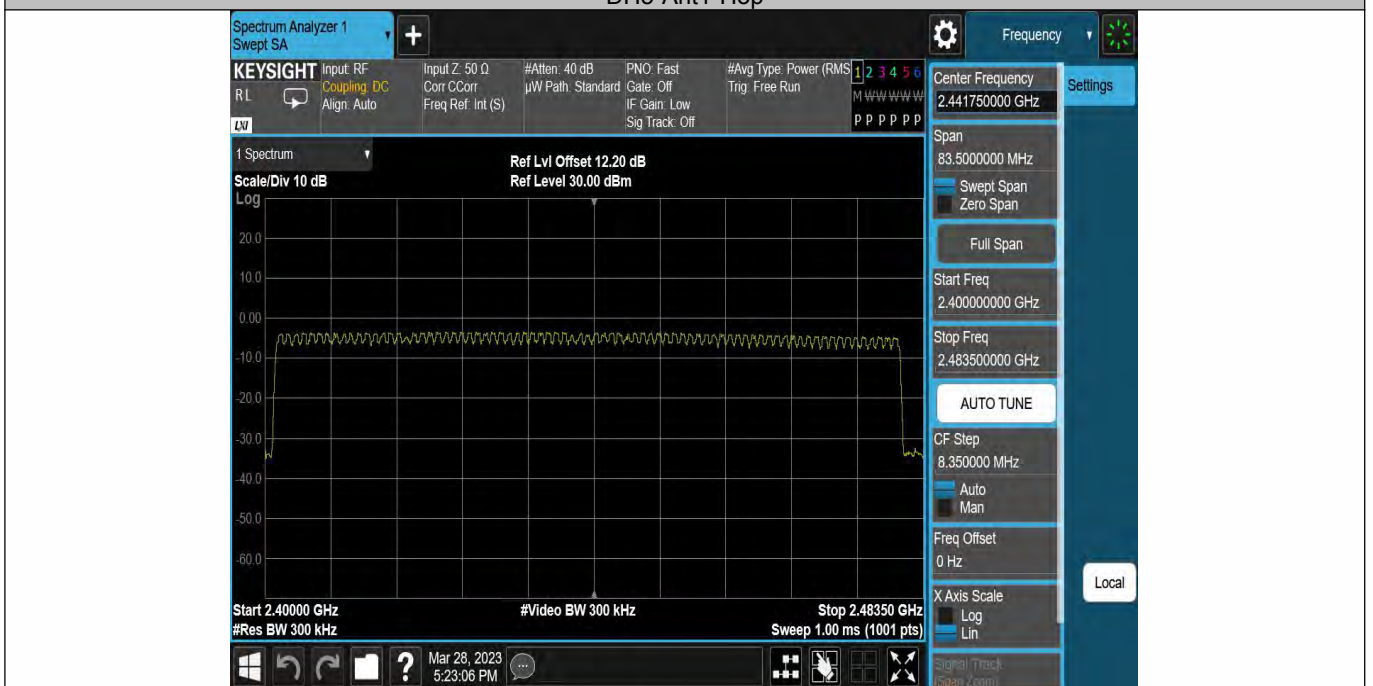 Spectrum Analyzer 1
Swept SA
+
Frequency
KEYSIGHT
RL
LXI
Input: RF
Coupling: DC
Align: Auto
Input Z: 50 Ω
Corr CCorr
Freq Ref: Int (S)
#Atten: 40 dB
µW Path: Standard
PNO: Fast
Gate: Off
IF Gain: Low
Sig Track: Off
#Avg Type: Power (RMS
Trig: Free Run
1 2 3 4 5 6
M W W W W W
P P P P P P
1 Spectrum
Scale/Div 10 dB
Log
Ref Lvl Offset 12.20 dB
Ref Level 30.00 dBm
20.0
10.0
0.00
-10.0
-20.0
-30.0
-40.0
-50.0
-60.0
Start 2.40000 GHz
#Res BW 300 kHz
#Video BW 300 kHz
Stop 2.48350 GHz
Sweep 1.00 ms (1001 pts)
?
Mar 28, 2023
5:23:06 PM
Center Frequency
2.441750000 GHz
Settings
Span
83.5000000 MHz
Swept Span
Zero Span
Full Span
Start Freq
2.400000000 GHz
Stop Freq
2.483500000 GHz
AUTO TUNE
CF Step
8.350000 MHz
Auto
Man
Freq Offset
0 Hz
X Axis Scale
Log
Lin
Local
Signal Track
(Span Zoom)